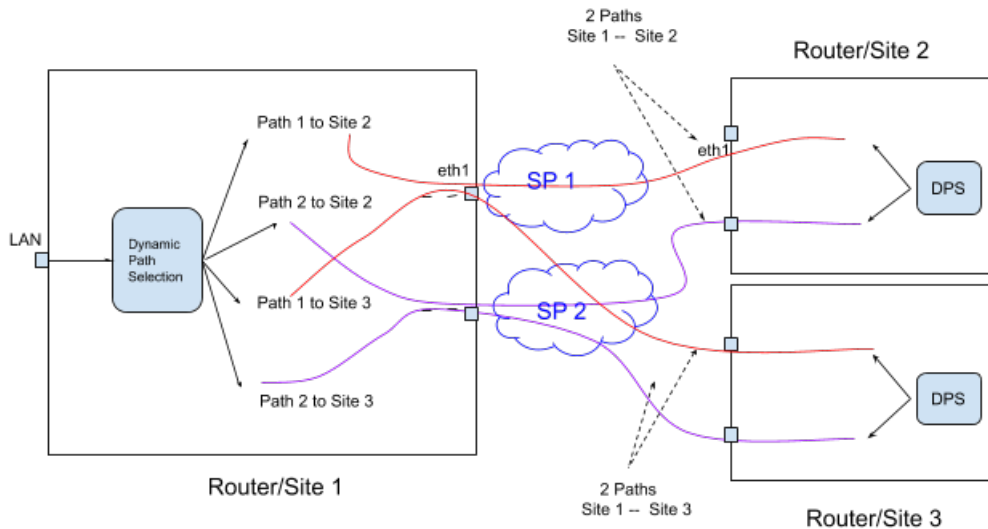 2 Paths
Site 1 -- Site 2
Router/Site 2
Path 1 to Site 2
eth1
SP 1
eth1
DPS
Path 2 to Site 2
LAN
Dynamic
Path
Selection
Path 1 to Site 3
SP 2
Path 2 to Site 3
DPS
Router/Site 1
2 Paths
Site 1 -- Site 3
Router/Site 3